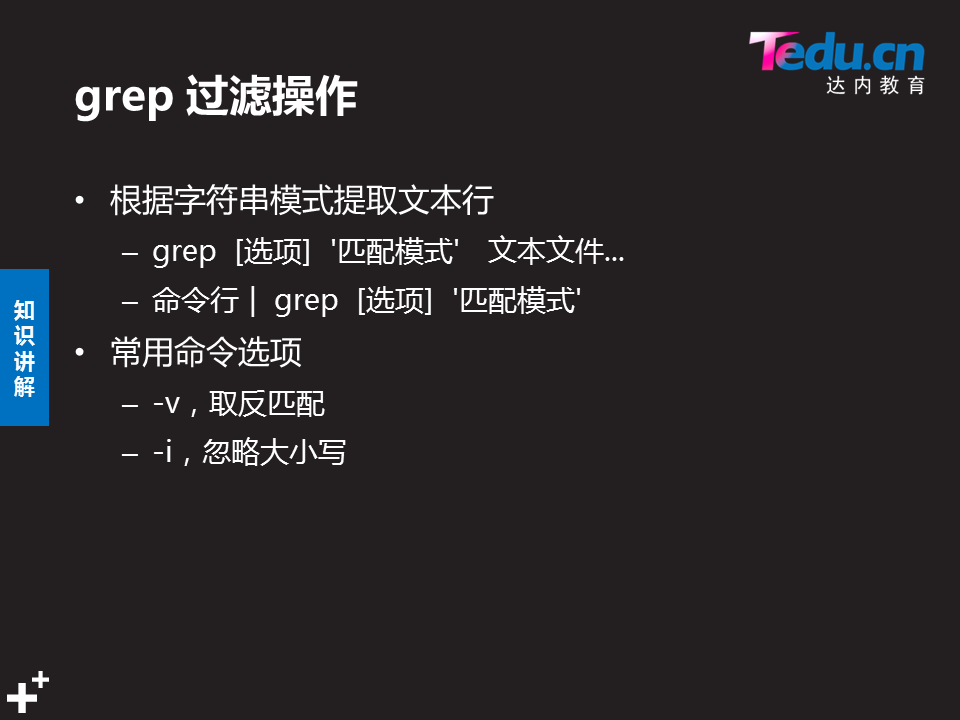 Tedu.cn
达内教育
grep 过滤操作
• 根据字符串模式提取文本行
– grep [选项] '匹配模式' 文本文件...
– 命令行 | grep [选项] '匹配模式'
• 常用命令选项
– -v，取反匹配
– -i，忽略大小写
知识讲解